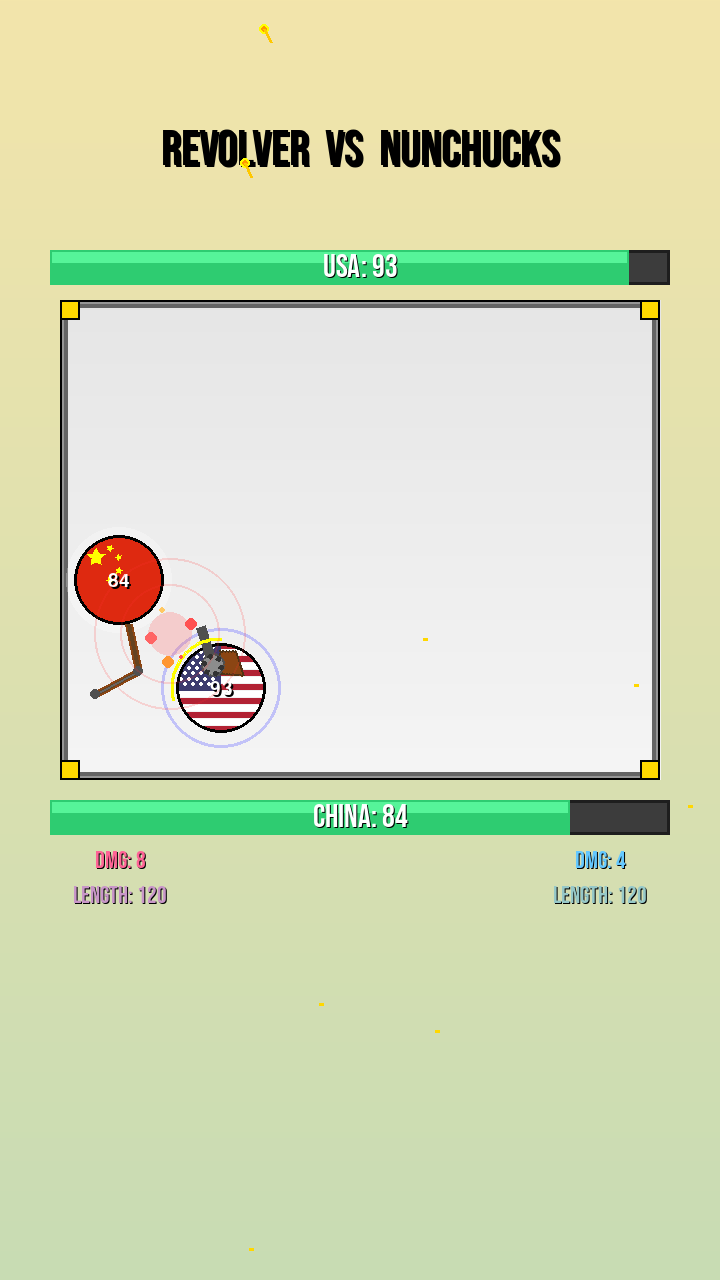 REVOLVER VS NUNCHUCKS
USA: 93
84
93
CHINA: 84
DMG: 8
DMG: 4
LENGTH: 120
LENGTH: 120